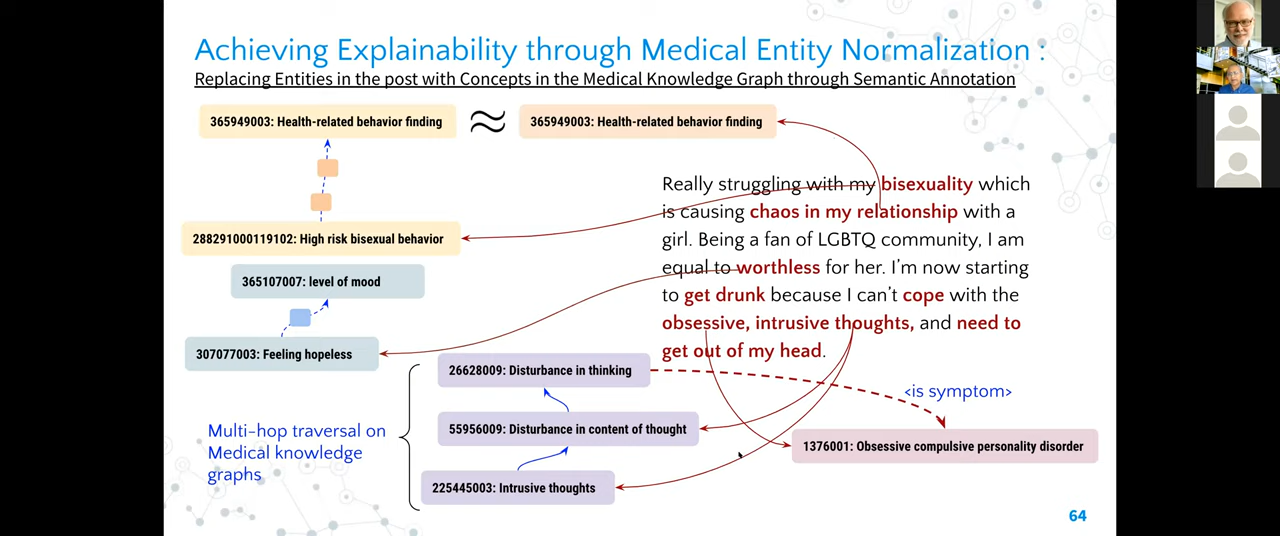 Achieving Explainability through Medical Entity Normalization :
Replacing Entities in the post with Concepts in the Medical Knowledge Graph through Semantic Annotation
365949003: Health-related behavior finding
≈
365949003: Health-related behavior finding
288291000119102: High risk bisexual behavior
365107007: level of mood
307077003: Feeling hopeless
Really struggling with my bisexuality which
is causing chaos in my relationship with a
girl. Being a fan of LGBTQ community, I am
equal to worthless for her. I'm now starting
to get drunk because I can't cope with the
obsessive, intrusive thoughts, and need to
get out of my head.
26628009: Disturbance in thinking
<is symptom>
55956009: Disturbance in content of thought
1376001: Obsessive compulsive personality disorder
225445003: Intrusive thoughts
Multi-hop traversal on
Medical knowledge
graphs
64